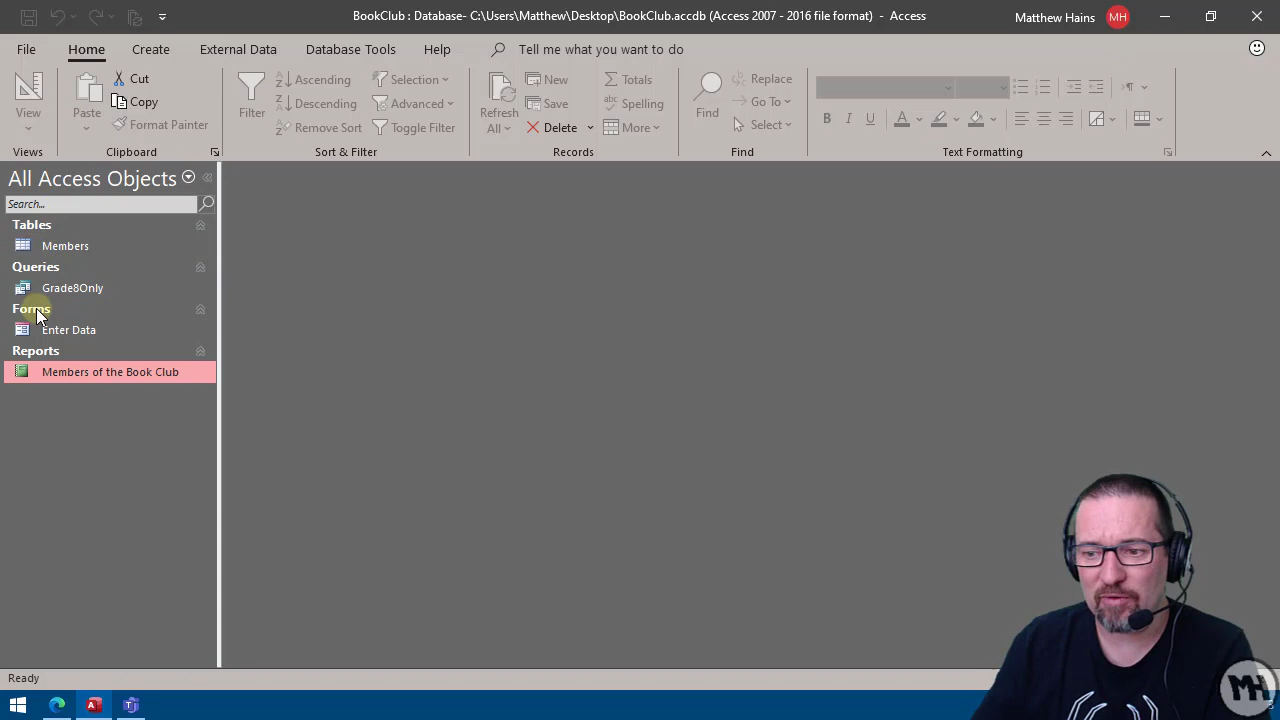 BookClub : Database- C:\Users\Matthew\Desktop\BookClub.accdb (Access 2007 - 2016 file format) - Access
Matthew Hains MH
File Home Create External Data Database Tools Help Tell me what you want to do
View
Views
Paste
Cut
Copy
Format Painter
Clipboard
Filter
Ascending
Descending
Remove Sort
Selection
Advanced
Toggle Filter
Sort & Filter
Refresh
All
New
Save
Delete
Totals
abc Spelling
More
Records
Find
Replace
Go To
Select
Find
B I U A
Text Formatting
All Access Objects
Search...
Tables
Members
Queries
Grade8Only
Forms
Enter Data
Reports
Members of the Book Club
Ready
MH